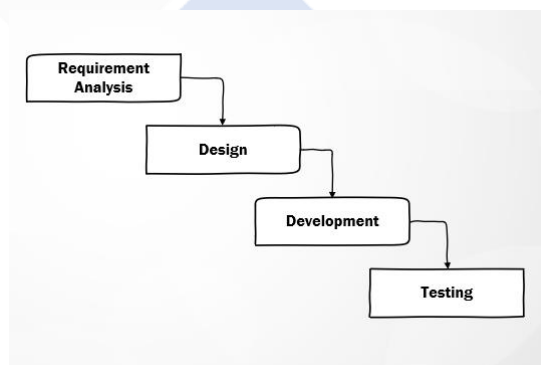 Requirement
Analysis
Design
Development
Testing